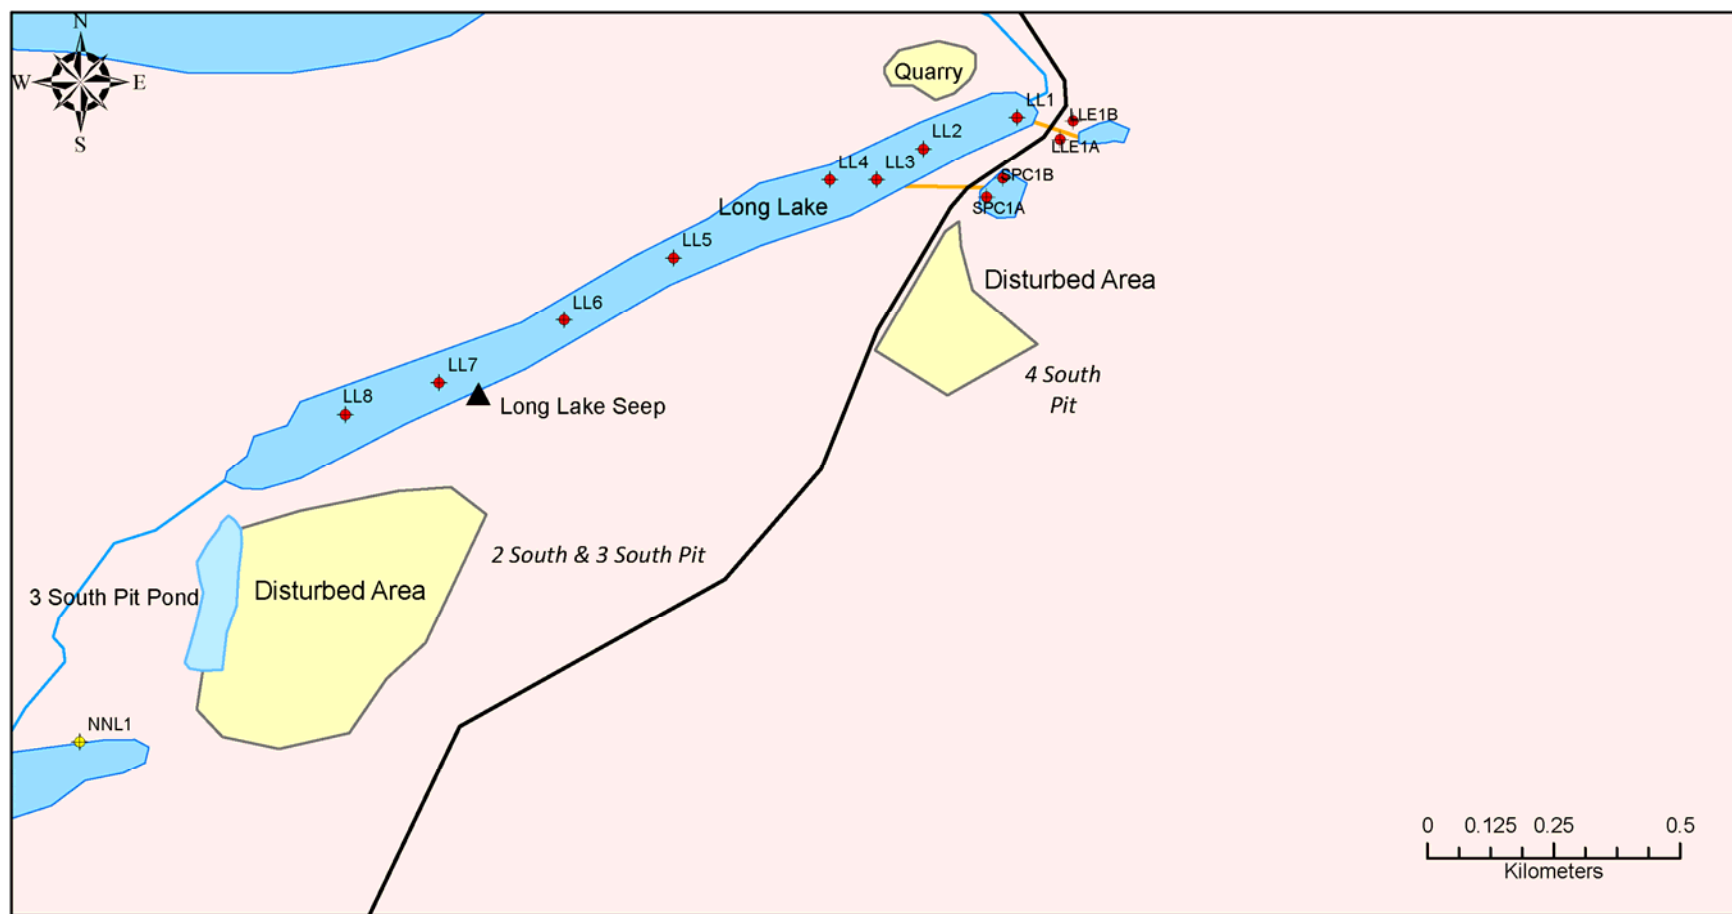 N
W E
S
Quarry
LL1
LLE1B
LL2
LLE1A
LL4 LL3
SPC1B
Long Lake
SPC1A
LL5
Disturbed Area
LL6
LL7
4 South
Pit
LL8
Long Lake Seep
2 South & 3 South Pit
Disturbed Area
3 South Pit Pond
NNL1
0 0.125 0.25 0.5
Kilometers